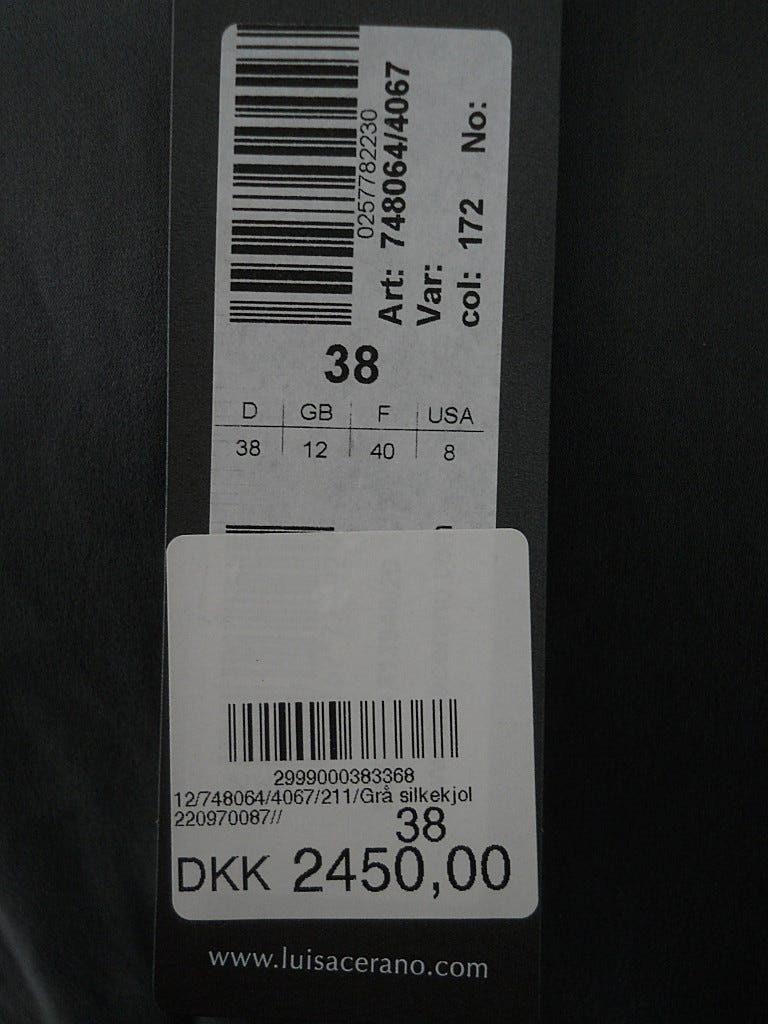 0257782230
Art: 748064/4067
Var:
col: 172 No:
38
D GB F USA
38 12 40 8
2999000383368
12/748064/4067/211/Grå silkekjol
220970087//
38
DKK 2450,00
www.luisacerano.com